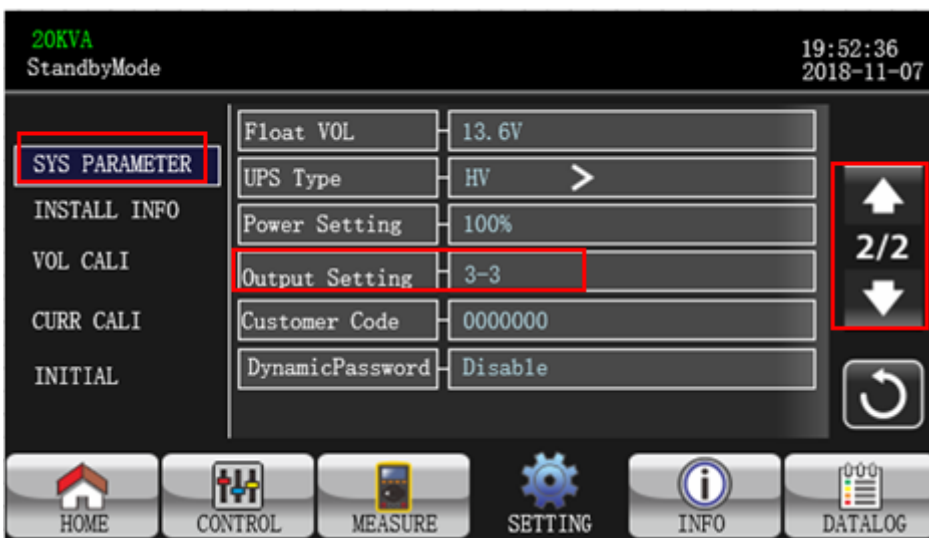 20KVA
StandbyMode
19:52:36
2018-11-07
SYS PARAMETER
INSTALL INFO
VOL CALI
CURR CALI
INITIAL
Float VOL 13.6V
UPS Type HV >
Power Setting 100%
Output Setting 3-3
Customer Code 0000000
DynamicPassword Disable
2/2
HOME CONTROL MEASURE SETTING INFO DATALOG